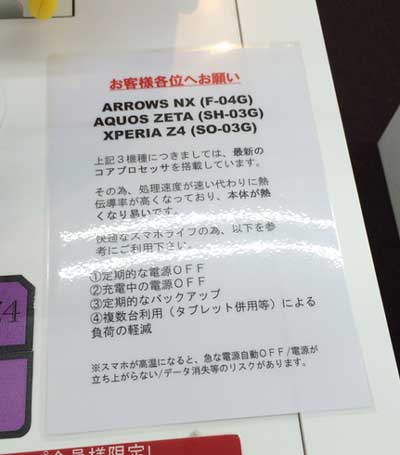 お客様各位へお願い
ARROWS NX (F-04G)
AQUOS ZETA (SH-03G)
XPERIA Z4 (SO-03G)
上記3機種につきましては、最新の
コアプロセッサを搭載しています。
その為、処理速度が速い代わりに熱
伝導率が高くなっており、本体が熱
くなり易いです。
快適なスマホライフの為、以下を参
考にご利用下さい。
①定期的な電源OFF
②充電中の電源OFF
③定期的なバックアップ
④複数台利用(タブレット併用等)による
負荷の軽減
※スマホが高温になると、急な電源自動OFF/電源が
立ち上がらない/データ消失等のリスクがあります。
Z4
会員様限定!